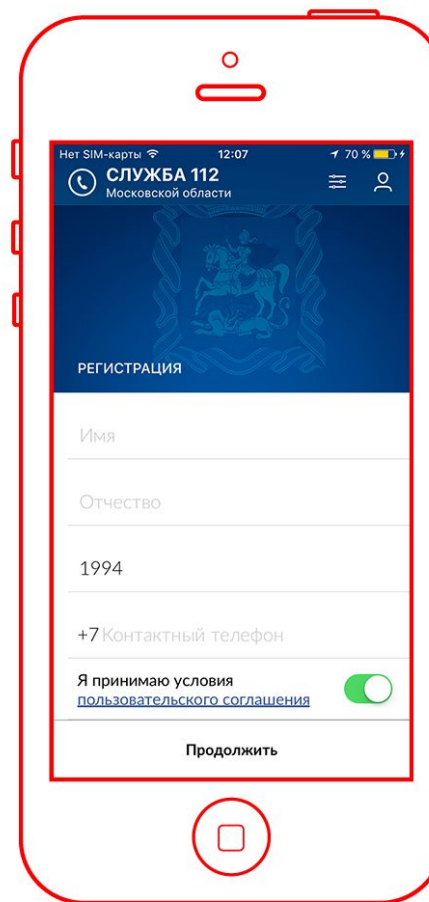 Нет SIM-карты 12:07 70 %
СЛУЖБА 112
Московской области
РЕГИСТРАЦИЯ
Имя
Отчество
1994
+7 Контактный телефон
Я принимаю условия
пользовательского соглашения
Продолжить